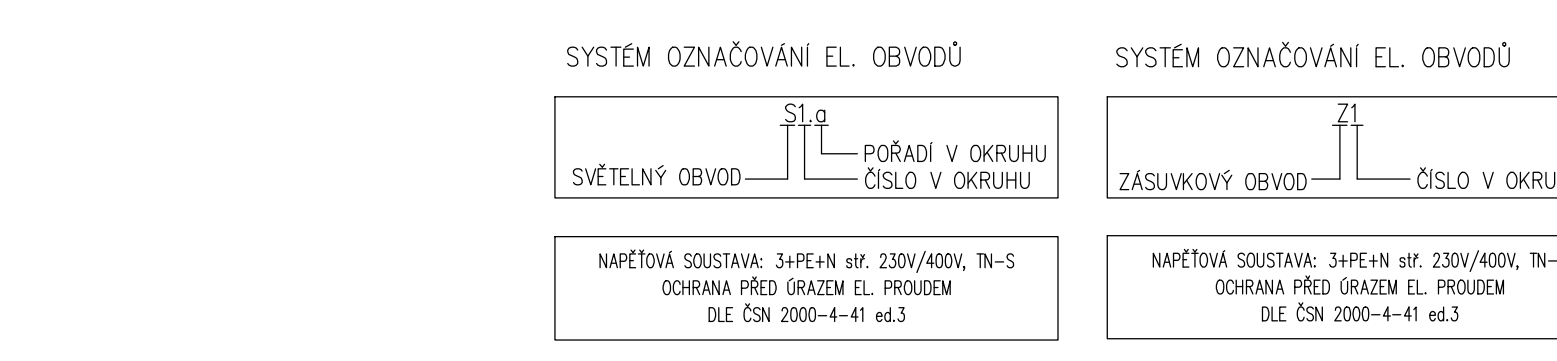 SYSTÉM OZNAČOVÁNÍ EL. OBVODŮ
S1.a
POŘADÍ V OKRUHU
SVĚTELNÝ OBVOD
ČÍSLO V OKRUHU
NAPĚŤOVÁ SOUSTAVA: 3+PE+N stř. 230V/400V, TN-S
OCHRANA PŘED ÚRAZEM EL. PROUDEM
DLE ČSN 2000-4-41 ed.3
SYSTÉM OZNAČOVÁNÍ EL. OBVODŮ
Z1
ZÁSUVKOVÝ OBVOD
ČÍSLO V OKRU
NAPĚŤOVÁ SOUSTAVA: 3+PE+N stř. 230V/400V, TN-
OCHRANA PŘED ÚRAZEM EL. PROUDEM
DLE ČSN 2000-4-41 ed.3